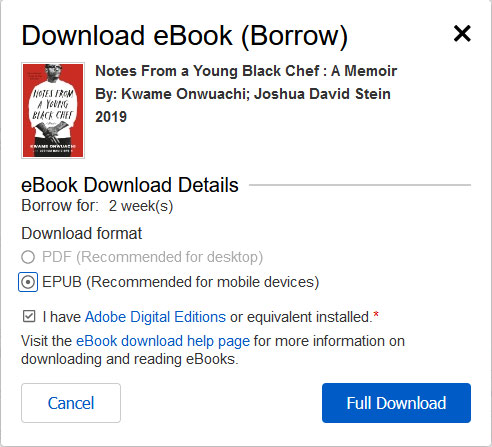 Download eBook (Borrow)
Notes From a Young Black Chef : A Memoir
By: Kwame Onwuachi; Joshua David Stein
2019
NOTES FROM
A YOUNG
BLACK CHEF
KWAME ONWUACHI
eBook Download Details
Borrow for: 2 week(s)
Download format
PDF (Recommended for desktop)
EPUB (Recommended for mobile devices)
I have Adobe Digital Editions or equivalent installed.*
Visit the eBook download help page for more information on
downloading and reading eBooks.
Cancel
Full Download